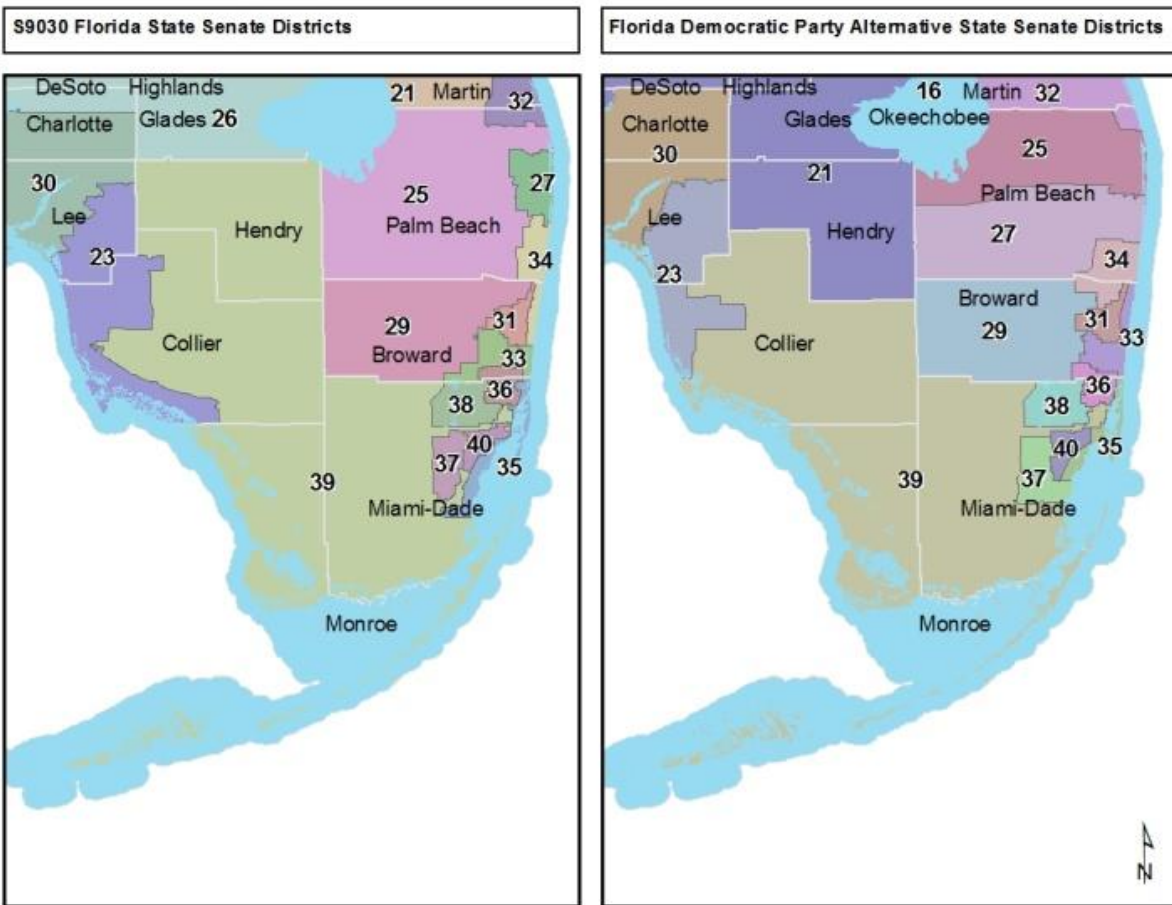 S9030 Florida State Senate Districts
DeSoto Highlands 21 Martin 32
Charlotte Glades 26
30 25 27
Lee Hendry Palm Beach
23 34
29 31
Collier Broward 33
38 36
40
37 35
39
Miami-Dade
Monroe
Florida Democratic Party Alternative State Senate Districts
DeSoto Highlands 16 Martin 32
Charlotte Glades Okeechobee
30 21 25
Palm Beach
Lee Hendry 27
23 34
Broward
29 31 33
Collier
38 36
40 35
39 37
Miami-Dade
Monroe
N